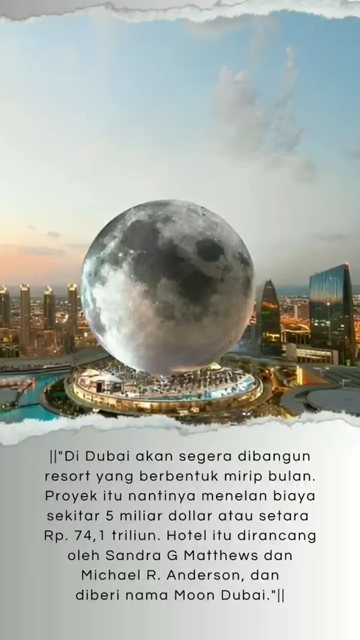 ||"Di Dubai akan segera dibangun
resort yang berbentuk mirip bulan.
Proyek itu nantinya menelan biaya
sekitar 5 miliar dollar atau setara
Rp. 74,1 triliun. Hotel itu dirancang
oleh Sandra G Matthews dan
Michael R. Anderson, dan
diberi nama Moon Dubai."||